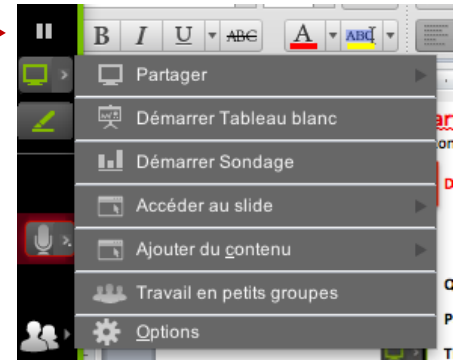 B I U ABC A ABC
Partager
Démarrer Tableau blanc
Démarrer Sondage
Accéder au slide
Ajouter du contenu
Travail en petits groupes
Options